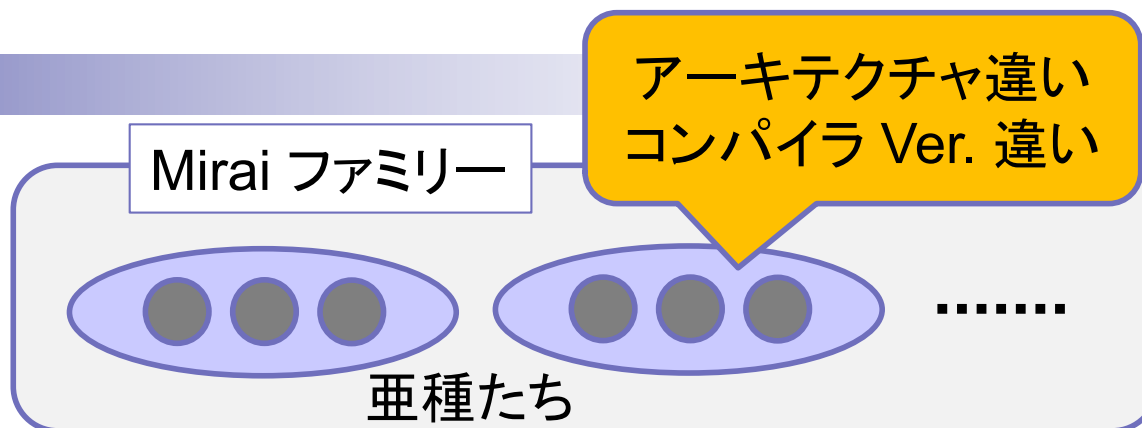 アーキテクチャ違い
コンパイラ Ver. 違い
Mirai ファミリー
.......
亜種たち